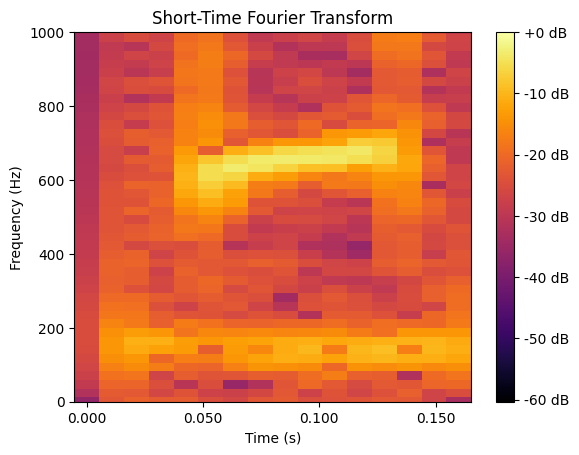 Short-Time Fourier Transform
Frequency (Hz)
1000
800
600
400
200
0
0.000 0.050 0.100 0.150
Time (s)
+0 dB
-10 dB
-20 dB
-30 dB
-40 dB
-50 dB
-60 dB